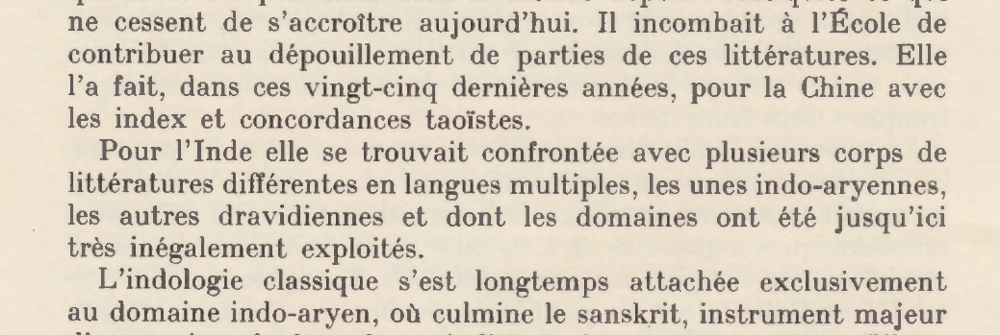 ne cessent de s'accroître aujourd'hui. Il incombait à l'École de
contribuer au dépouillement de parties de ces littératures. Elle
l'a fait, dans ces vingt-cinq dernières années, pour la Chine avec
les index et concordances taoïstes.
Pour l'Inde elle se trouvait confrontée avec plusieurs corps de
littératures différentes en langues multiples, les unes indo-aryennes,
les autres dravidiennes et dont les domaines ont été jusqu'ici
très inégalement exploités.
L'indologie classique s'est longtemps attachée exclusivement
au domaine indo-aryen, où culmine le sanskrit, instrument majeur